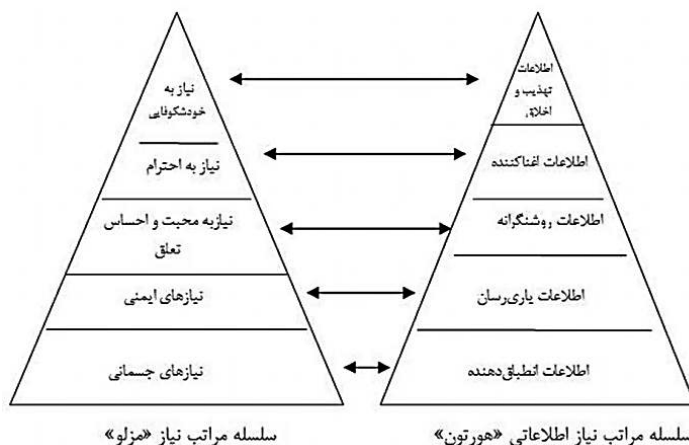 اطلاعات
تهذیب و
اخلاق
اطلاعات اغناکننده
اطلاعات روشنگرانه
اطلاعات یاری‌رسان
اطلاعات انطباق‌دهنده
سلسله مراتب نیاز اطلاعاتی «هورتون»
نیاز به
خودشکوفایی
نیاز به احترام
نیازبه محبت و احساس
تعلق
نیازهای ایمنی
نیازهای جسمانی
سلسله مراتب نیاز «مزلو»